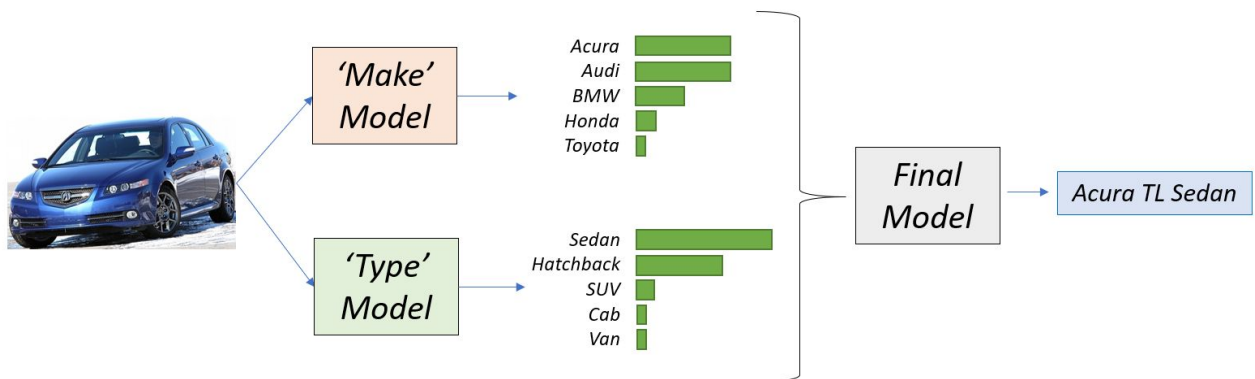 ‘Make’
Model
Acura
Audi
BMW
Honda
Toyota
‘Type’
Model
Sedan
Hatchback
SUV
Cab
Van
Final
Model
Acura TL Sedan